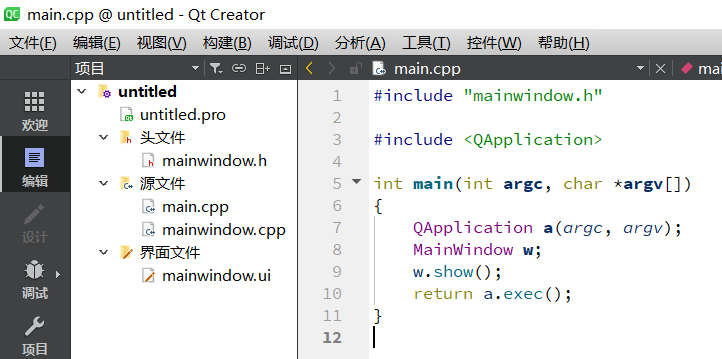 QC main.cpp @ untitled - Qt Creator
文件(F) 编辑(E) 视图(V) 构建(B) 调试(D) 分析(A) 工具(T) 控件(W) 帮助(H)
欢迎
编辑
设计
调试
项目
项目
untitled
untitled.pro
头文件
mainwindow.h
源文件
main.cpp
mainwindow.cpp
界面文件
mainwindow.ui
main.cpp
mai
1 #include "mainwindow.h"
2
3 #include <QApplication>
4
5 int main(int argc, char *argv[])
6 {
7 QApplication a(argc, argv);
8 MainWindow w;
9 w.show();
10 return a.exec();
11 }
12